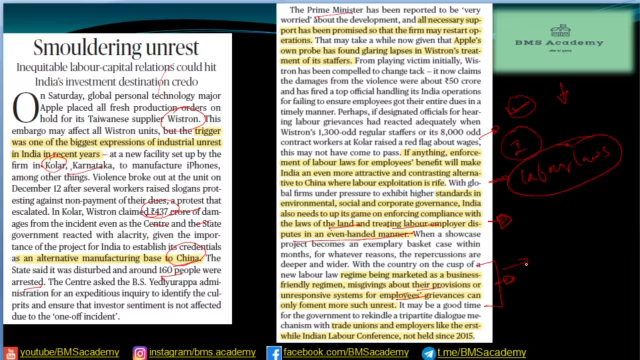 Smouldering unrest
Inequitable labour-capital relations could hit
India's investment destination credo
On Saturday, global personal technology major
Apple placed all fresh production orders on
hold for its Taiwanese supplier Wistron. This
embargo may affect all Wistron units, but the trigger
was one of the biggest expressions of industrial unrest
in India in recent years – at a new facility set up by the
firm in Kolar, Karnataka, to manufacture iPhones,
among other things. Violence broke out at the unit on
December 12 after several workers raised slogans pro-
testing against non-payment of their dues, a protest that
escalated. In Kolar, Wistron claimed ₹437 crore of dam-
ages from the incident even as the Centre and the State
government reacted with alacrity, given the impor-
tance of the project for India to establish its credentials
as an alternative manufacturing base to China. The
State said it was disturbed and around 160 people were
arrested. The Centre asked the B.S. Yediyurappa admi-
nistration for an expeditious inquiry to identify the cul-
prits and ensure that investor sentiment is not affected
due to the 'one-off incident'.
The Prime Minister has been reported to be 'very
worried' about the development, and all necessary sup-
port has been promised so that the firm may restart op-
erations. That may take a while now given that Apple's
own probe has found glaring lapses in Wistron's treat-
ment of its staffers. From playing victim initially, Wis-
tron has been compelled to change tack – it now claims
the damages from the violence were about ₹50 crore
and has fired a top official handling its India operations
for failing to ensure employees got their entire dues in a
timely manner. Perhaps, if designated officials for hear-
ing labour grievances had reacted adequately when
Wistron's 1,300-odd regular staffers or its 8,000 odd
contract workers at Kolar raised a red flag about wages,
this may not have come to pass. If anything, enforce-
ment of labour laws for employees' benefit will make
India an even more attractive and contrasting alterna-
tive to China where labour exploitation is rife. With glo-
bal firms under pressure to exhibit higher standards in
environmental, social and corporate governance, India
also needs to up its game on enforcing compliance with
the laws of the land and treating labour-employer dis-
putes in an even-handed manner. When a showcase
project becomes an exemplary basket case within
months, for whatever reasons, the repercussions are
deeper and wider. With the country on the cusp of a
new labour law regime being marketed as a business-
friendly regimen, misgivings about their provisions or
unresponsive systems for employees' grievances can
only foment more such unrest. It may be a good time
for the government to rekindle a tripartite dialogue me-
chanism with trade unions and employers like the erst-
while Indian Labour Conference, not held since 2015.
BMS Academy
I
labour laws
youtube/BMSacademy
instagram/bms.academy
facebook.com/BMSacademy
t.me/BMSacademy